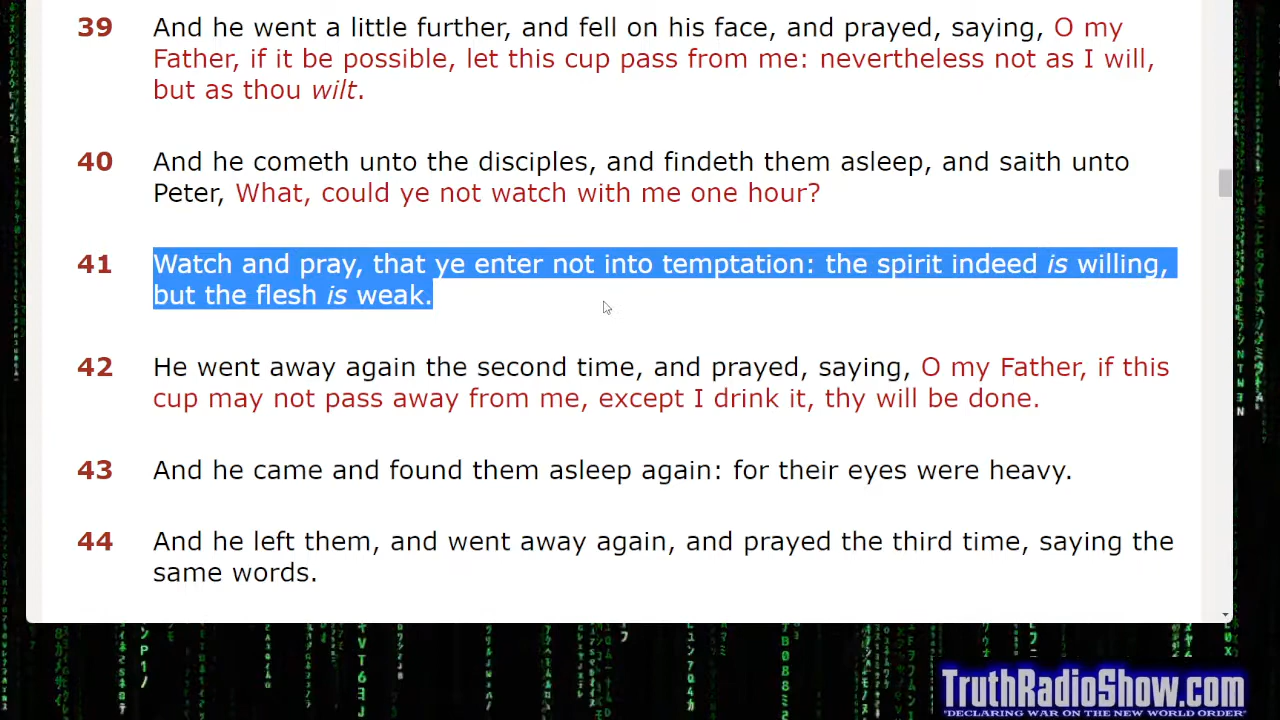 39 And he went a little further, and fell on his face, and prayed, saying, O my
Father, if it be possible, let this cup pass from me: nevertheless not as I will,
but as thou wilt.
40 And he cometh unto the disciples, and findeth them asleep, and saith unto
Peter, What, could ye not watch with me one hour?
41 Watch and pray, that ye enter not into temptation: the spirit indeed is willing,
but the flesh is weak.
42 He went away again the second time, and prayed, saying, O my Father, if this
cup may not pass away from me, except I drink it, thy will be done.
43 And he came and found them asleep again: for their eyes were heavy.
44 And he left them, and went away again, and prayed the third time, saying the
same words.
TruthRadioShow.com
"DECLARING WAR ON THE NEW WORLD ORDER"